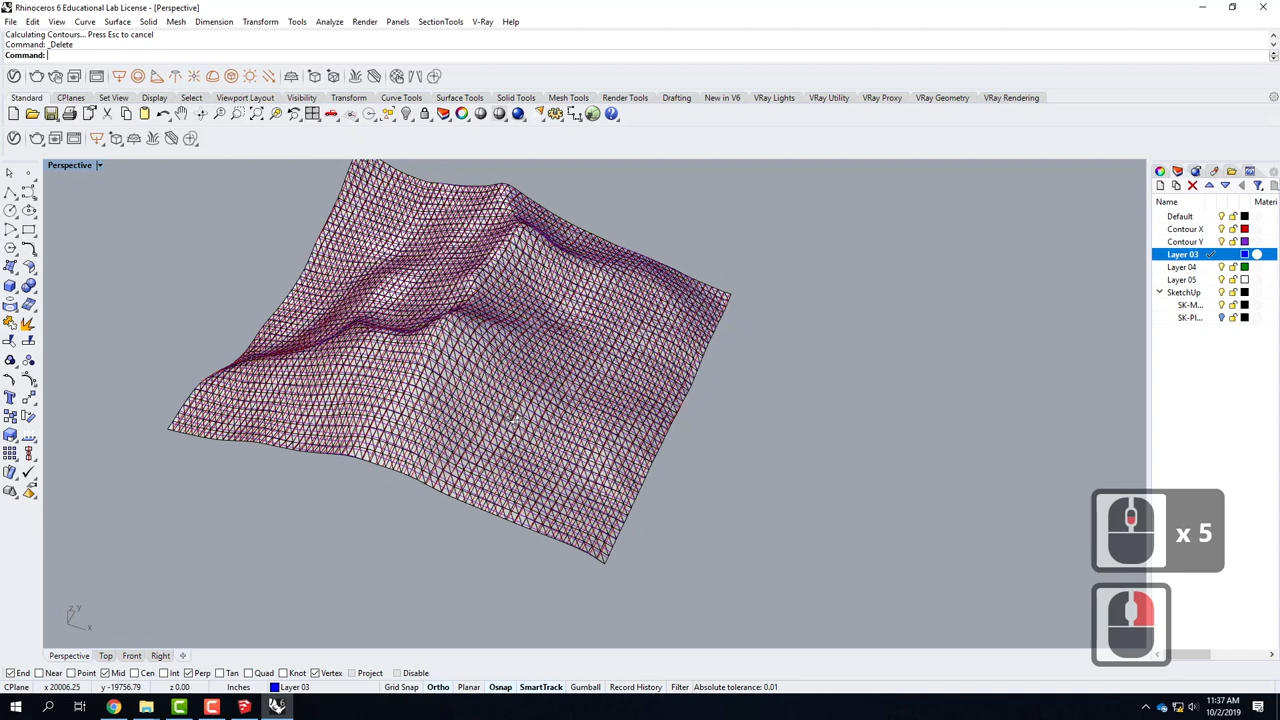 Rhinoceros 6 Educational Lab License - [Perspective]
File Edit View Curve Surface Solid Mesh Dimension Transform Tools Analyze Render Panels SectionTools V-Ray Help
Calculating Contours... Press Esc to cancel
Command: _Delete
Command:
Standard CPlanes Set View Display Select Viewport Layout Visibility Transform Curve Tools Surface Tools Solid Tools Mesh Tools Render Tools Drafting New in V6 VRay Lights VRay Utility VRay Proxy VRay Geometry VRay Rendering
Perspective
Name Materi
Default
Contour X
Contour Y
Layer 03
Layer 04
Layer 05
SketchUp
SK-M...
SK-Pl...
x 5
z y
x
Perspective Top Front Right
End Near Point Mid Cen Int Perp Tan Quad Knot Vertex Project Disable
CPlane x 20006.25 y -19756.79 z 0.00 Inches Layer 03 Grid Snap Ortho Planar Osnap SmartTrack Gumball Record History Filter Absolute tolerance: 0.01
11:37 AM
10/2/2019